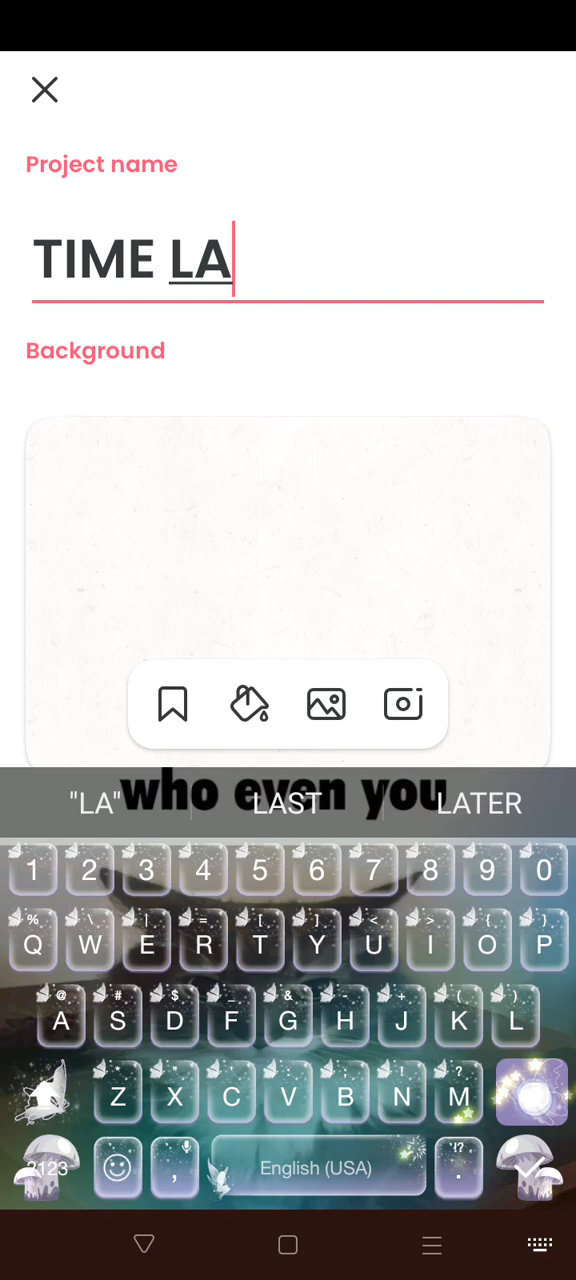 Project name
TIME LA
Background
who even you
"LA" LAST LATER
1 2 3 4 5 6 7 8 9 0
% \ | = [ ] < > { }
Q W E R T Y U I O P
@ # $ _ & - + ( )
A S D F G H J K L
* " ' : ; ! ?
Z X C V B N M
?123 , English (USA) .
!?